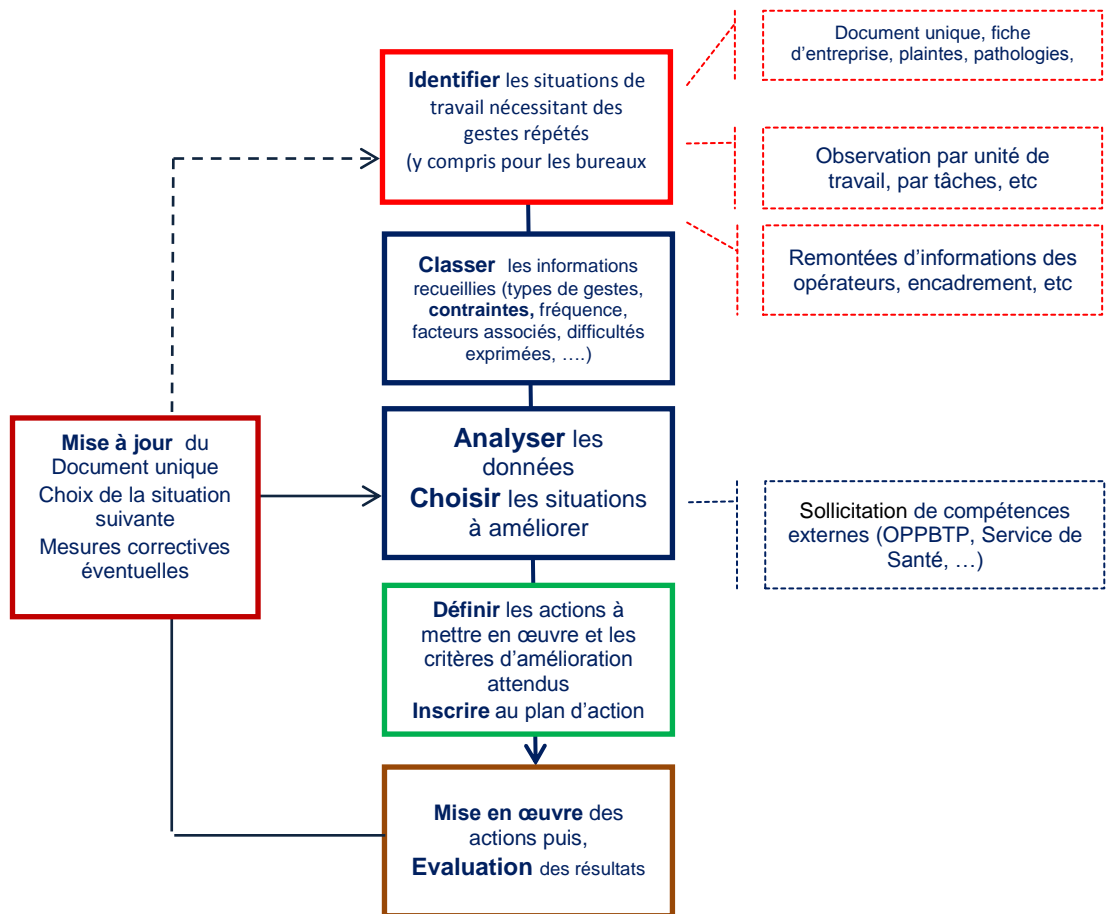 Identifier les situations de
travail nécessitant des
gestes répétés
(y compris pour les bureaux
Document unique, fiche
d'entreprise, plaintes, pathologies,
Observation par unité de
travail, par tâches, etc
Remontées d'informations des
opérateurs, encadrement, etc
Classer les informations
recueillies (types de gestes,
contraintes, fréquence,
facteurs associés, difficultés
exprimées, ....)
Mise à jour du
Document unique
Choix de la situation
suivante
Mesures correctives
éventuelles
Analyser les
données
Choisir les situations
à améliorer
Sollicitation de compétences
externes (OPPBTP, Service de
Santé, …)
Définir les actions à
mettre en œuvre et les
critères d'amélioration
attendus
Inscrire au plan d'action
Mise en œuvre des
actions puis,
Evaluation des résultats